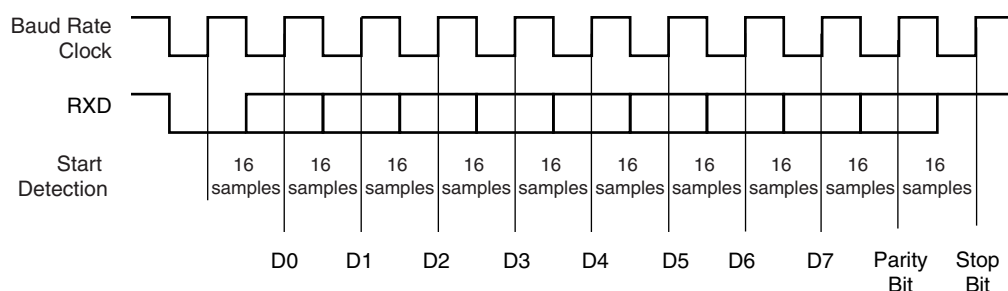 Baud Rate
Clock
RXD
Start
Detection
16 16 16 16 16 16 16 16 16 16
samples samples samples samples samples samples samples samples samples samples
D0 D1 D2 D3 D4 D5 D6 D7 Parity Stop
Bit Bit